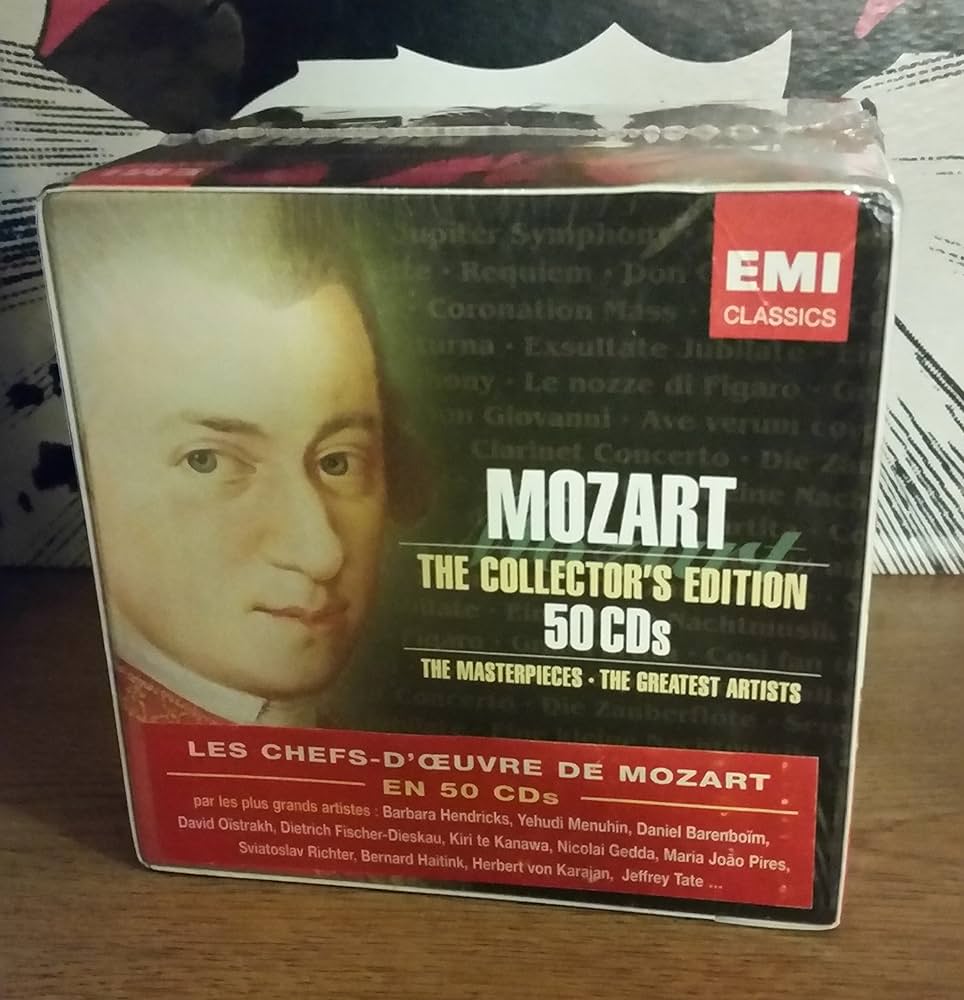 EMI
Jupiter Symphony
Requiem · Don
EMI
CLASSICS
Coronation Mass
· Exsultate Jubilate ·
· Le nozze di Figaro ·
Don Giovanni · Ave verum
Clarinet Concerto · Die
MOZART
Mozart
THE COLLECTOR'S EDITION
50 CDs
Nachtmusik
THE MASTERPIECES · THE GREATEST ARTISTS
Die Zauberflöte ·
LES CHEFS-D'ŒUVRE DE MOZART
EN 50 CDs
par les plus grands artistes : Barbara Hendricks, Yehudi Menuhin, Daniel Barenboïm,
David Oïstrakh, Dietrich Fischer-Dieskau, Kiri te Kanawa, Nicolai Gedda, Maria João Pires,
Sviatoslav Richter, Bernard Haitink, Herbert von Karajan, Jeffrey Tate ...